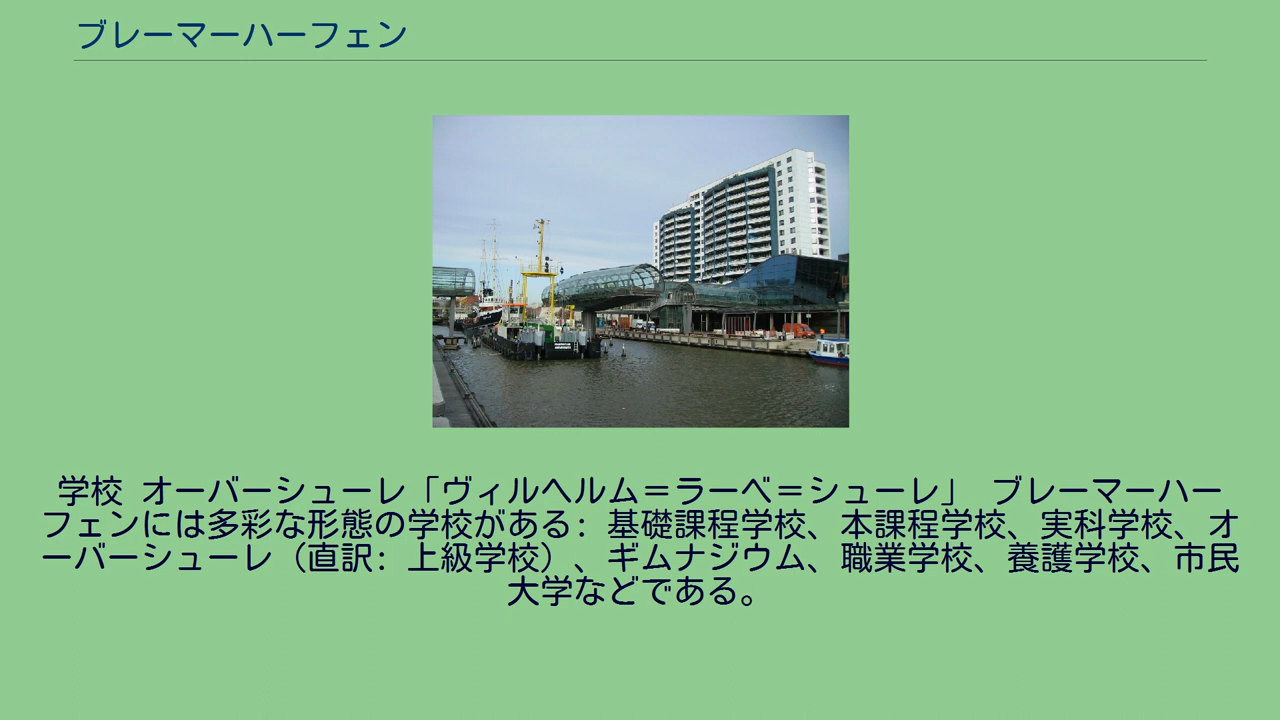 ブレーマーハーフェン
学校 オーバーシューレ「ヴィルヘルム＝ラーベ＝シューレ」 ブレーマーハー
フェンには多彩な形態の学校がある: 基礎課程学校、本課程学校、実科学校、オ
ーバーシューレ（直訳: 上級学校）、ギムナジウム、職業学校、養護学校、市民
大学などである。